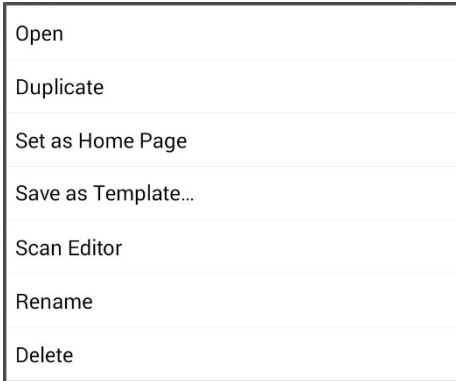 Open
Duplicate
Set as Home Page
Save as Template...
Scan Editor
Rename
Delete